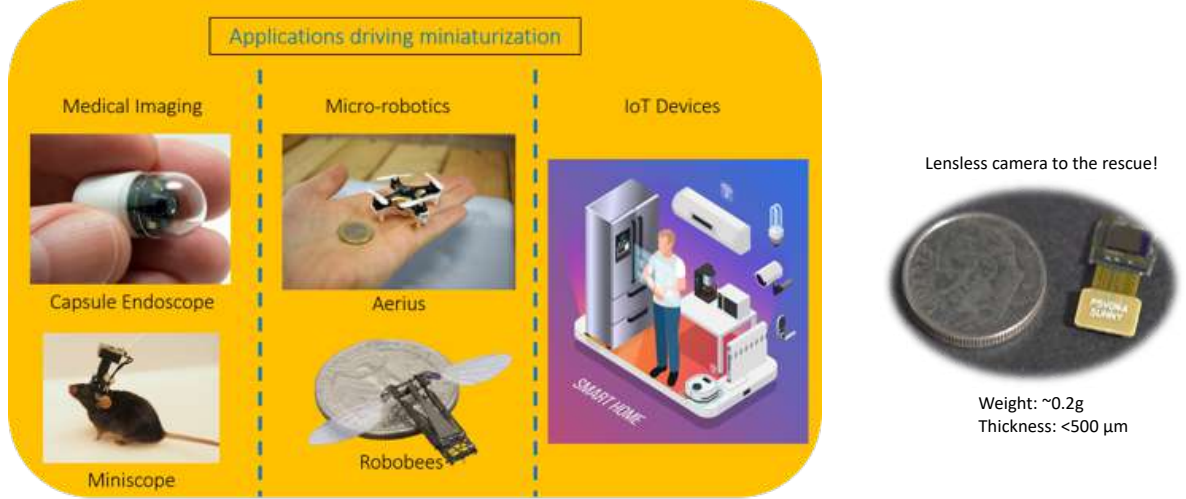 Applications driving miniaturization
Medical Imaging
Capsule Endoscope
Miniscope
Micro-robotics
Aerius
Robobees
IoT Devices
SMART HOME
Lensless camera to the rescue!
SUNNY
Weight: ~0.2g
Thickness: <500 μm